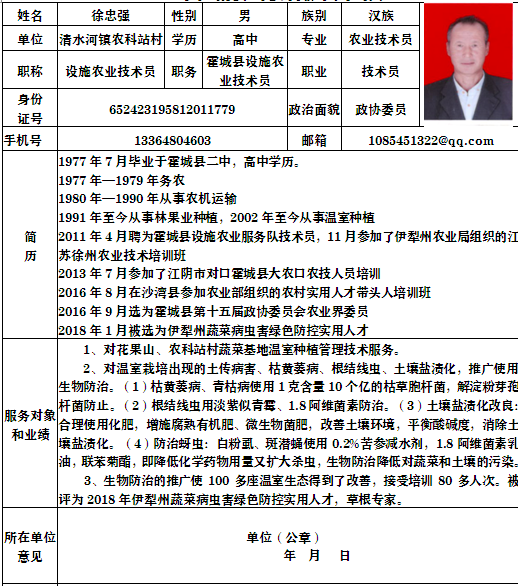 姓名 徐忠强 性别 男 族别 汉族
单位 清水河镇农科站村 学历 高中 专业 农业技术员
职称 设施农业技术员 职务 霍城县设施农业技术员 职业 技术员
身份证号 652423195812011779 政治面貌 政协委员
手机号 13364804603 邮箱 1085451322@qq.com
简历
1977 年 7 月毕业于霍城县二中，高中学历。
1977 年—1979 年务农
1980 年—1990 年从事农机运输
1991 年至今从事林果业种植，2002 年至今从事温室种植
2011 年 4 月聘为霍城县设施农业服务队技术员，11 月参加了伊犁州农业局组织的江
苏徐州农业技术培训班
2013 年 7 月参加了江阴市对口霍城县大农口农技人员培训
2016 年 8 月在沙湾县参加农业部组织的农村实用人才带头人培训班
2016 年 9 月选为霍城县第十五届政协委员会农业界委员
2018 年 1 月被选为伊犁州蔬菜病虫害绿色防控实用人才
服务对象和业绩
1、对花果山、农科站村蔬菜基地温室种植管理技术服务。
2、对温室栽培出现的土传病害、枯黄萎病、根结线虫、土壤盐渍化，推广使用
生物防治。（1）枯黄萎病、青枯病使用 1 克含量 10 个亿的枯草胞杆菌，解淀粉芽孢
杆菌防止。（2）根结线虫用淡紫似青霉、1.8 阿维菌素防治。（3）土壤盐渍化改良：
合理使用化肥，增施腐熟有机肥、微生物菌肥，改善土壤环境，平衡酸碱度，消除土
壤盐渍化。（4）防治蚜虫：白粉虱、斑潜蝇使用 0.2%苦参减水剂，1.8 阿维菌素乳
油，联苯菊酯，即降低化学药物用量又扩大杀虫，生物防治降低对蔬菜和土壤的污染。
3、生物防治的推广使 100 多座温室生态得到了改善，接受培训 80 多人次。被
评为 2018 年伊犁州蔬菜病虫害绿色防控实用人才，草根专家。
所在单位意见
单位（公章）
年 月 日